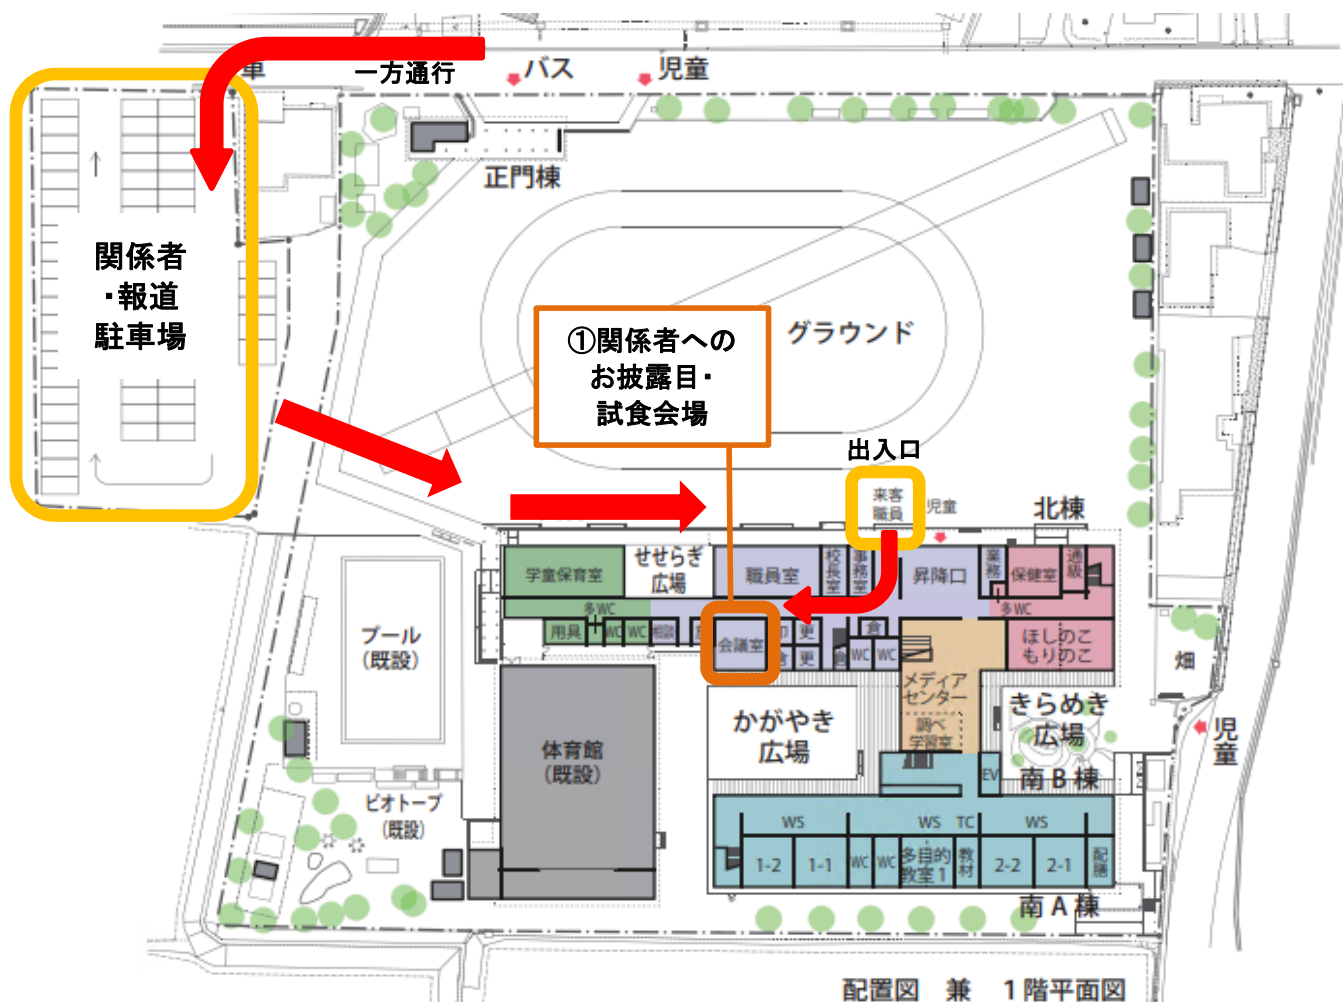 車
一方通行
バス
児童
正門棟
関係者
・報道
駐車場
①関係者への
お披露目・
試食会場
グラウンド
出入口
来客
職員
児童
北棟
学童保育室
せせらぎ
広場
職員室
校長室
事務室
昇降口
業務
保健室
通級
多WC
多WC
用具
WC
WC
相談
会議室
更
更
倉
WC
WC
ほしのこ
もりのこ
メディア
センター
調べ
学習室
プール
(既設)
体育館
(既設)
かがやき
広場
きらめき
広場
畑
児童
ビオトープ
(既設)
EV
南B棟
WS
WS
TC
WS
1-2
1-1
WC
WC
多目的
教室1
教材
2-2
2-1
配膳
南A棟
配置図 兼 1階平面図